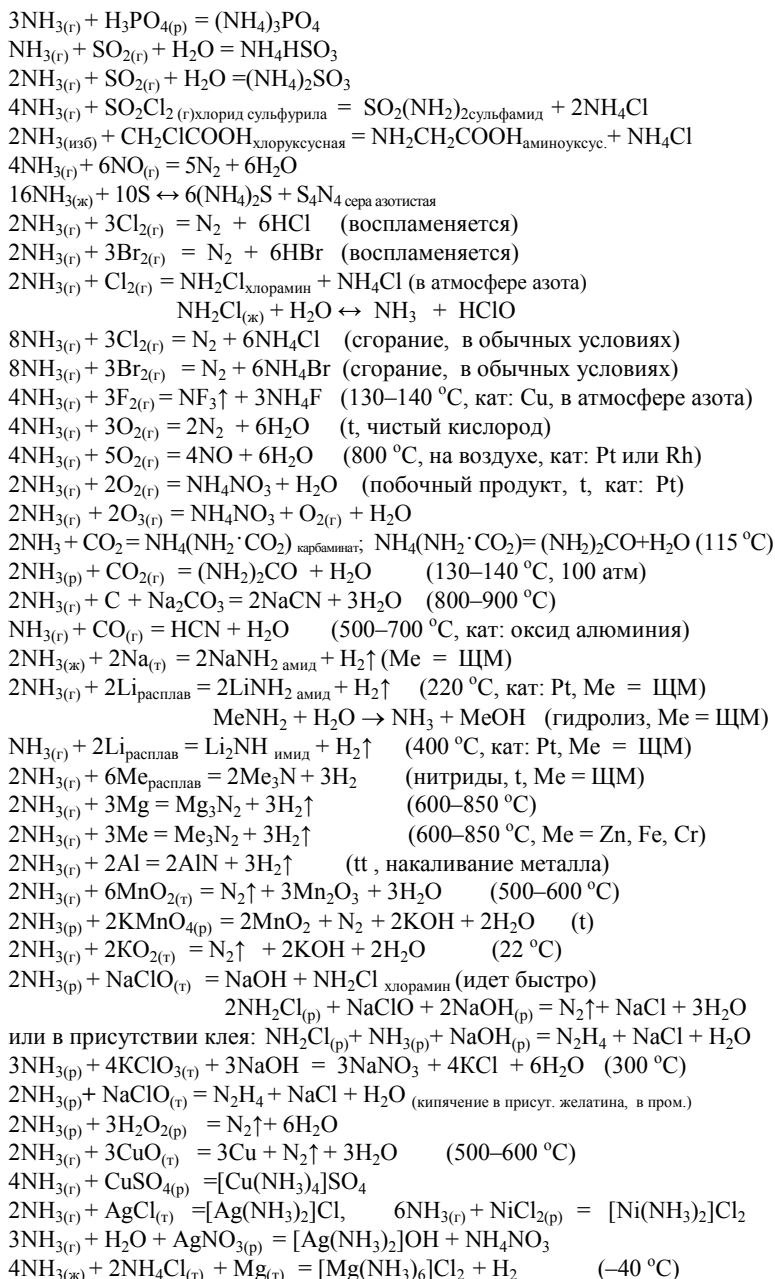 3NH₃₍г₎ + H₃PO₄₍р₎ = (NH₄)₃PO₄
NH₃₍г₎ + SO₂₍г₎ + H₂O = NH₄HSO₃
2NH₃₍г₎ + SO₂₍г₎ + H₂O =(NH₄)₂SO₃
4NH₃₍г₎ + SO₂Cl₂ (г)хлорид сульфурила = SO₂(NH₂)₂сульфамид + 2NH₄Cl
2NH₃(изб) + CH₂ClCOOHхлоруксусная = NH₂CH₂COOHаминоуксус. + NH₄Cl
4NH₃₍г₎ + 6NO₍г₎ = 5N₂ + 6H₂O
16NH₃(ж) + 10S ↔ 6(NH₄)₂S + S₄N₄ сера азотистая
2NH₃₍г₎ + 3Cl₂₍г₎ = N₂ + 6HCl (воспламеняется)
2NH₃₍г₎ + 3Br₂₍г₎ = N₂ + 6HBr (воспламеняется)
2NH₃₍г₎ + Cl₂₍г₎ = NH₂Clхлорамин + NH₄Cl (в атмосфере азота)
NH₂Cl(ж) + H₂O ↔ NH₃ + HClO
8NH₃₍г₎ + 3Cl₂₍г₎ = N₂ + 6NH₄Cl (сгорание, в обычных условиях)
8NH₃₍г₎ + 3Br₂₍г₎ = N₂ + 6NH₄Br (сгорание, в обычных условиях)
4NH₃₍г₎ + 3F₂₍г₎ = NF₃↑ + 3NH₄F (130–140 °C, кат: Cu, в атмосфере азота)
4NH₃₍г₎ + 3O₂₍г₎ = 2N₂ + 6H₂O (t, чистый кислород)
4NH₃₍г₎ + 5O₂₍г₎ = 4NO + 6H₂O (800 °C, на воздухе, кат: Pt или Rh)
2NH₃₍г₎ + 2O₂₍г₎ = NH₄NO₃ + H₂O (побочный продукт, t, кат: Pt)
2NH₃₍г₎ + 2O₃₍г₎ = NH₄NO₃ + O₂₍г₎ + H₂O
2NH₃ + CO₂ = NH₄(NH₂·CO₂) карбаминат; NH₄(NH₂·CO₂)= (NH₂)₂CO+H₂O (115 °C)
2NH₃₍р₎ + CO₂₍г₎ = (NH₂)₂CO + H₂O (130–140 °C, 100 атм)
2NH₃₍г₎ + C + Na₂CO₃ = 2NaCN + 3H₂O (800–900 °C)
NH₃₍г₎ + CO₍г₎ = HCN + H₂O (500–700 °C, кат: оксид алюминия)
2NH₃(ж) + 2Na(т) = 2NaNH₂ амид + H₂↑ (Me = ЩМ)
2NH₃₍г₎ + 2Liрасплав = 2LiNH₂ амид + H₂↑ (220 °C, кат: Pt, Me = ЩМ)
MeNH₂ + H₂O → NH₃ + MeOH (гидролиз, Me = ЩМ)
NH₃₍г₎ + 2Liрасплав = Li₂NH имид + H₂↑ (400 °C, кат: Pt, Me = ЩМ)
2NH₃₍г₎ + 6Meрасплав = 2Me₃N + 3H₂ (нитриды, t, Me = ЩМ)
2NH₃₍г₎ + 3Mg = Mg₃N₂ + 3H₂↑ (600–850 °C)
2NH₃₍г₎ + 3Me = Me₃N₂ + 3H₂↑ (600–850 °C, Me = Zn, Fe, Cr)
2NH₃₍г₎ + 2Al = 2AlN + 3H₂↑ (tt , накаливание металла)
2NH₃₍г₎ + 6MnO₂(т) = N₂↑ + 3Mn₂O₃ + 3H₂O (500–600 °C)
2NH₃₍р₎ + 2KMnO₄₍р₎ = 2MnO₂ + N₂ + 2KOH + 2H₂O (t)
2NH₃₍г₎ + 2KO₂(т) = N₂↑ + 2KOH + 2H₂O (22 °C)
2NH₃₍р₎ + NaClO(т) = NaOH + NH₂Cl хлорамин (идет быстро)
2NH₂Cl₍р₎ + NaClO + 2NaOH₍р₎ = N₂↑+ NaCl + 3H₂O
или в присутствии клея: NH₂Cl₍р₎+ NH₃₍р₎+ NaOH₍р₎ = N₂H₄ + NaCl + H₂O
3NH₃₍р₎ + 4KClO₃(т) + 3NaOH = 3NaNO₃ + 4KCl + 6H₂O (300 °C)
2NH₃₍р₎+ NaClO(т) = N₂H₄ + NaCl + H₂O (кипячение в присут. желатина, в пром.)
2NH₃₍р₎ + 3H₂O₂₍р₎ = N₂↑+ 6H₂O
2NH₃₍г₎ + 3CuO(т) = 3Cu + N₂↑ + 3H₂O (500–600 °C)
4NH₃₍г₎ + CuSO₄₍р₎ =[Cu(NH₃)₄]SO₄
2NH₃₍г₎ + AgCl(т) =[Ag(NH₃)₂]Cl, 6NH₃₍г₎ + NiCl₂₍р₎ = [Ni(NH₃)₂]Cl₂
3NH₃₍г₎ + H₂O + AgNO₃₍р₎ = [Ag(NH₃)₂]OH + NH₄NO₃
4NH₃(ж) + 2NH₄Cl(т) + Mg(т) = [Mg(NH₃)₆]Cl₂ + H₂ (–40 °C)